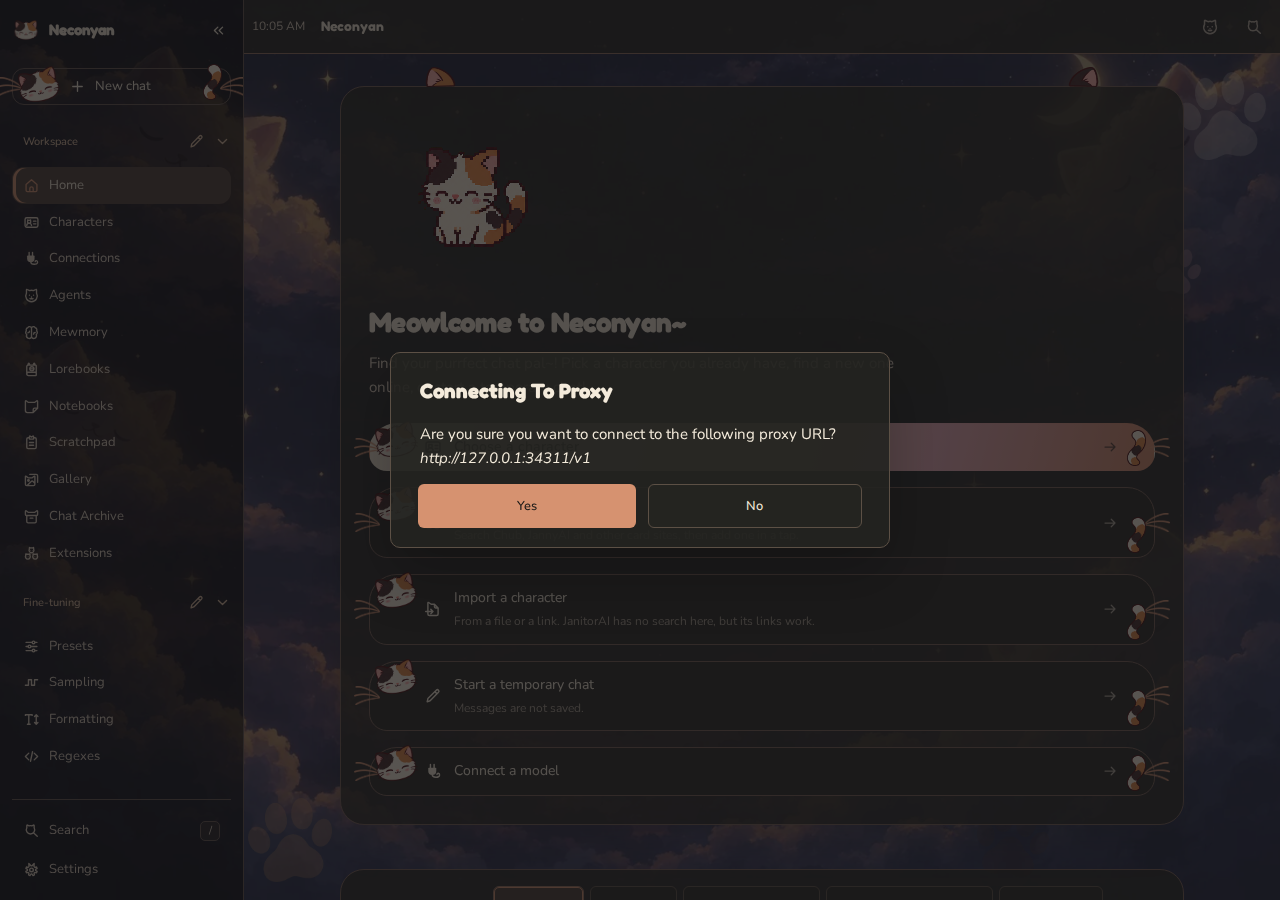 Neconyan
New chat
Workspace
Home
Characters
Connections
Agents
Mewmory
Lorebooks
Notebooks
Scratchpad
Gallery
Chat Archive
Extensions
Fine-tuning
Presets
Sampling
Formatting
Regexes
Search
/
Settings
10:05 AM
Neconyan
Meowlcome to Neconyan~
Connecting To Proxy
Are you sure you want to connect to the following proxy URL?
http://127.0.0.1:34311/v1
Yes
No
Import a character
From a file or a link. JanitorAI has no search here, but its links work.
Start a temporary chat
Messages are not saved.
Connect a model